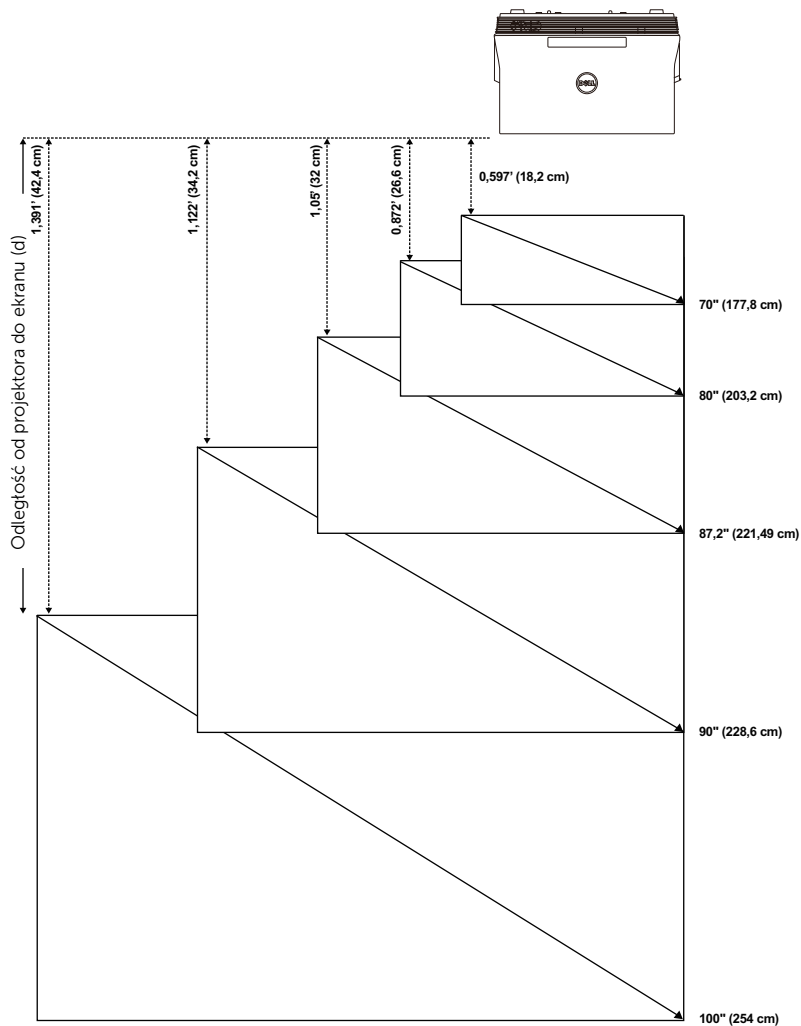 DELL
0,597' (18,2 cm)
0,872' (26,6 cm)
1,05' (32 cm)
1,122' (34,2 cm)
1,391' (42,4 cm)
Odległość od projektora do ekranu (d)
70" (177,8 cm)
80" (203,2 cm)
87,2" (221,49 cm)
90" (228,6 cm)
100" (254 cm)